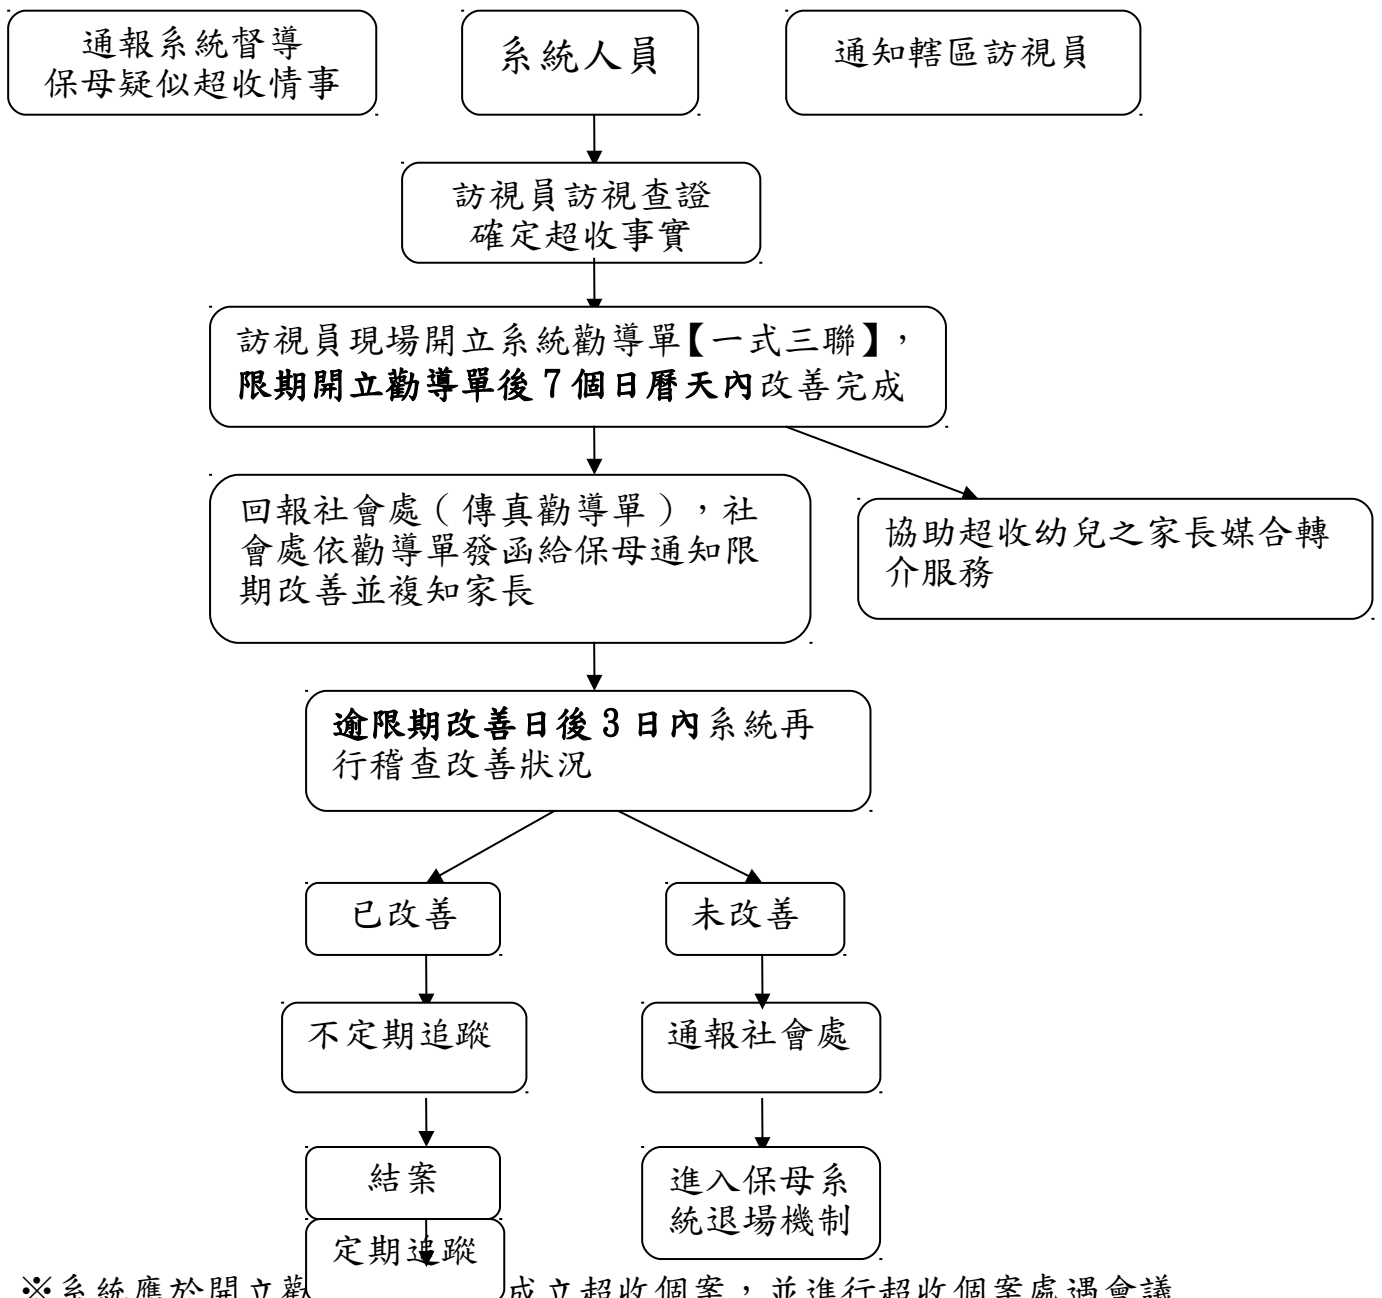 通報系統督導
保母疑似超收情事
系統人員
通知轄區訪視員
訪視員訪視查證
確定超收事實
訪視員現場開立系統勸導單【一式三聯】，
限期開立勸導單後7個日曆天內改善完成
回報社會處（傳真勸導單），社
會處依勸導單發函給保母通知限
期改善並複知家長
協助超收幼兒之家長媒合轉
介服務
逾限期改善日後3日內系統再
行稽查改善狀況
已改善
未改善
不定期追蹤
通報社會處
結案
進入保母系
統退場機制
定期追蹤
※系統應於開立勸 成立超收個案，並進行超收個案處遇會議